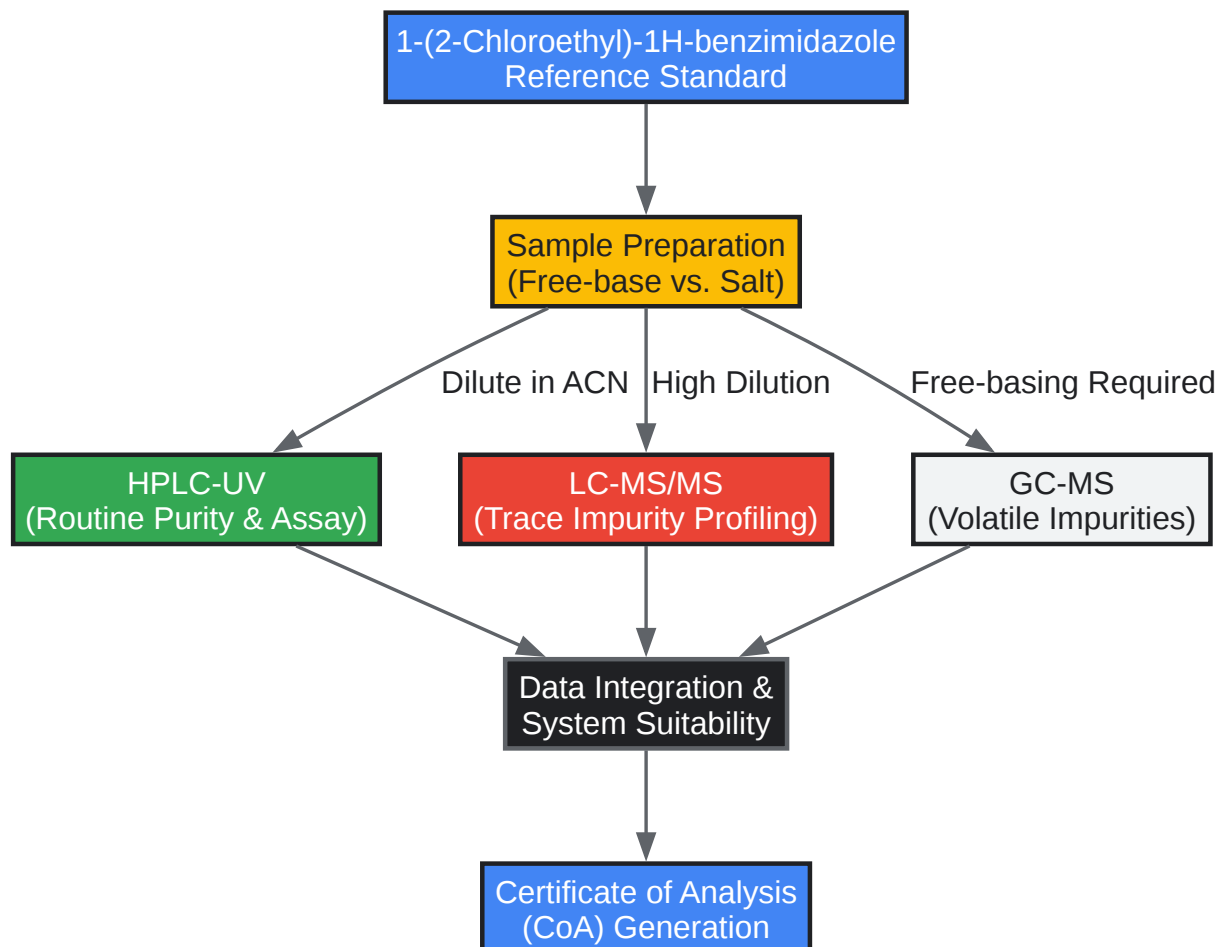 1-(2-Chloroethyl)-1H-benzimidazole
Reference Standard
Sample Preparation
(Free-base vs. Salt)
Dilute in ACN
High Dilution
Free-basing Required
HPLC-UV
(Routine Purity & Assay)
LC-MS/MS
(Trace Impurity Profiling)
GC-MS
(Volatile Impurities)
Data Integration &
System Suitability
Certificate of Analysis
(CoA) Generation